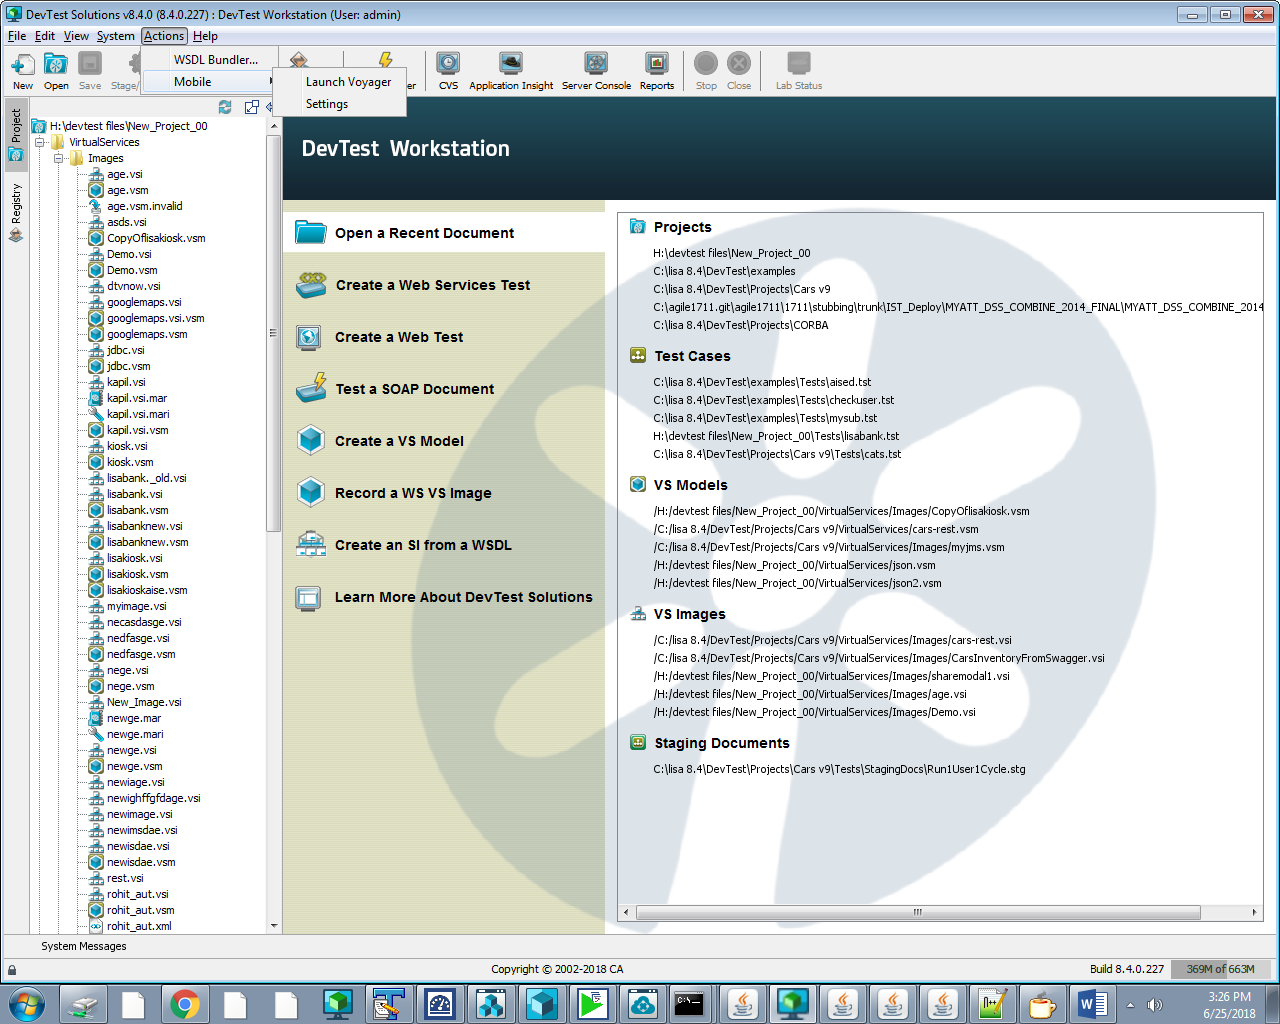 DevTest Solutions v8.4.0 (8.4.0.227) : DevTest Workstation (User: admin)
File Edit View System Actions Help
WSDL Bundler...
Mobile
Launch Voyager
Settings
New Open Save Stage/ CVS Application Insight Server Console Reports Stop Close Lab Status
Project
Registry
H:\devtest files\New_Project_00
VirtualServices
Images
age.vsi
age.vsm
age.vsm.invalid
asds.vsi
CopyOflisakiosk.vsm
Demo.vsi
Demo.vsm
dtvnow.vsi
googlemaps.vsi
googlemaps.vsi.vsm
googlemaps.vsm
jdbc.vsi
jdbc.vsm
kapil.vsi
kapil.vsi.mar
kapil.vsi.mari
kapil.vsi.vsm
kiosk.vsi
kiosk.vsm
lisabank._old.vsi
lisabank.vsi
lisabank.vsm
lisabanknew.vsi
lisabanknew.vsm
lisakiosk.vsi
lisakiosk.vsm
lisakioskaise.vsm
myimage.vsi
necasdasge.vsi
nedfasge.vsi
nedfasge.vsm
nege.vsi
nege.vsm
New_Image.vsi
newge.mar
newge.mari
newge.vsi
newge.vsm
newiage.vsi
newighffgfdage.vsi
newimage.vsi
newimsdae.vsi
newisdae.vsi
newisdae.vsm
rest.vsi
rohit_aut.vsi
rohit_aut.vsm
rohit_aut.xml
DevTest Workstation
Open a Recent Document
Create a Web Services Test
Create a Web Test
Test a SOAP Document
Create a VS Model
Record a WS VS Image
Create an SI from a WSDL
Learn More About DevTest Solutions
Projects
H:\devtest files\New_Project_00
C:\lisa 8.4\DevTest\examples
C:\lisa 8.4\DevTest\Projects\Cars v9
C:\agile1711.git\agile1711\1711\stubbing\trunk\IST_Deploy\MYATT_DSS_COMBINE_2014_FINAL\MYATT_DSS_COMBINE_2014
C:\lisa 8.4\DevTest\Projects\CORBA
Test Cases
C:\lisa 8.4\DevTest\examples\Tests\aised.tst
C:\lisa 8.4\DevTest\examples\Tests\checkuser.tst
C:\lisa 8.4\DevTest\examples\Tests\mysub.tst
H:\devtest files\New_Project_00\Tests\lisabank.tst
C:\lisa 8.4\DevTest\Projects\Cars v9\Tests\cats.tst
VS Models
/H:/devtest files/New_Project_00/VirtualServices/Images/CopyOflisakiosk.vsm
/C:/lisa 8.4/DevTest/Projects/Cars v9/VirtualServices/cars-rest.vsm
/C:/lisa 8.4/DevTest/Projects/Cars v9/VirtualServices/Images/myjms.vsm
/H:/devtest files/New_Project_00/VirtualServices/json.vsm
/H:/devtest files/New_Project_00/VirtualServices/json2.vsm
VS Images
/C:/lisa 8.4/DevTest/Projects/Cars v9/VirtualServices/Images/cars-rest.vsi
/C:/lisa 8.4/DevTest/Projects/Cars v9/VirtualServices/Images/CarsInventoryFromSwagger.vsi
/H:/devtest files/New_Project_00/VirtualServices/Images/sharemodal1.vsi
/H:/devtest files/New_Project_00/VirtualServices/Images/age.vsi
/H:/devtest files/New_Project_00/VirtualServices/Images/Demo.vsi
Staging Documents
C:\lisa 8.4\DevTest\Projects\Cars v9\Tests\StagingDocs\Run1User1Cycle.stg
System Messages
Copyright © 2002-2018 CA
Build 8.4.0.227
369M of 663M
3:26 PM
6/25/2018